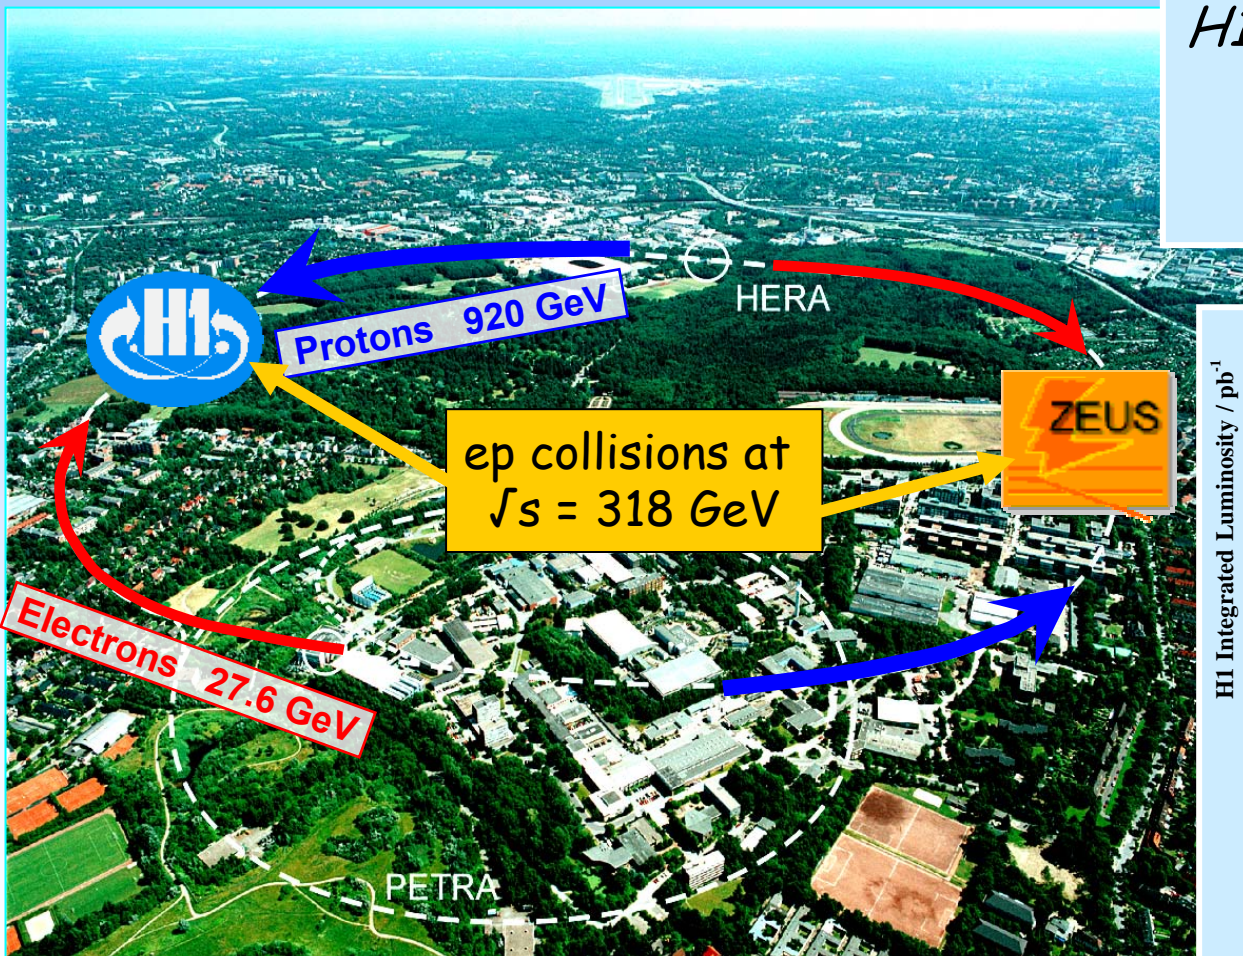 H1
HERA
Protons 920 GeV
ZEUS
ep collisions at
√s = 318 GeV
Electrons 27.6 GeV
PETRA
H1 Integrated Luminosity / pb⁻¹